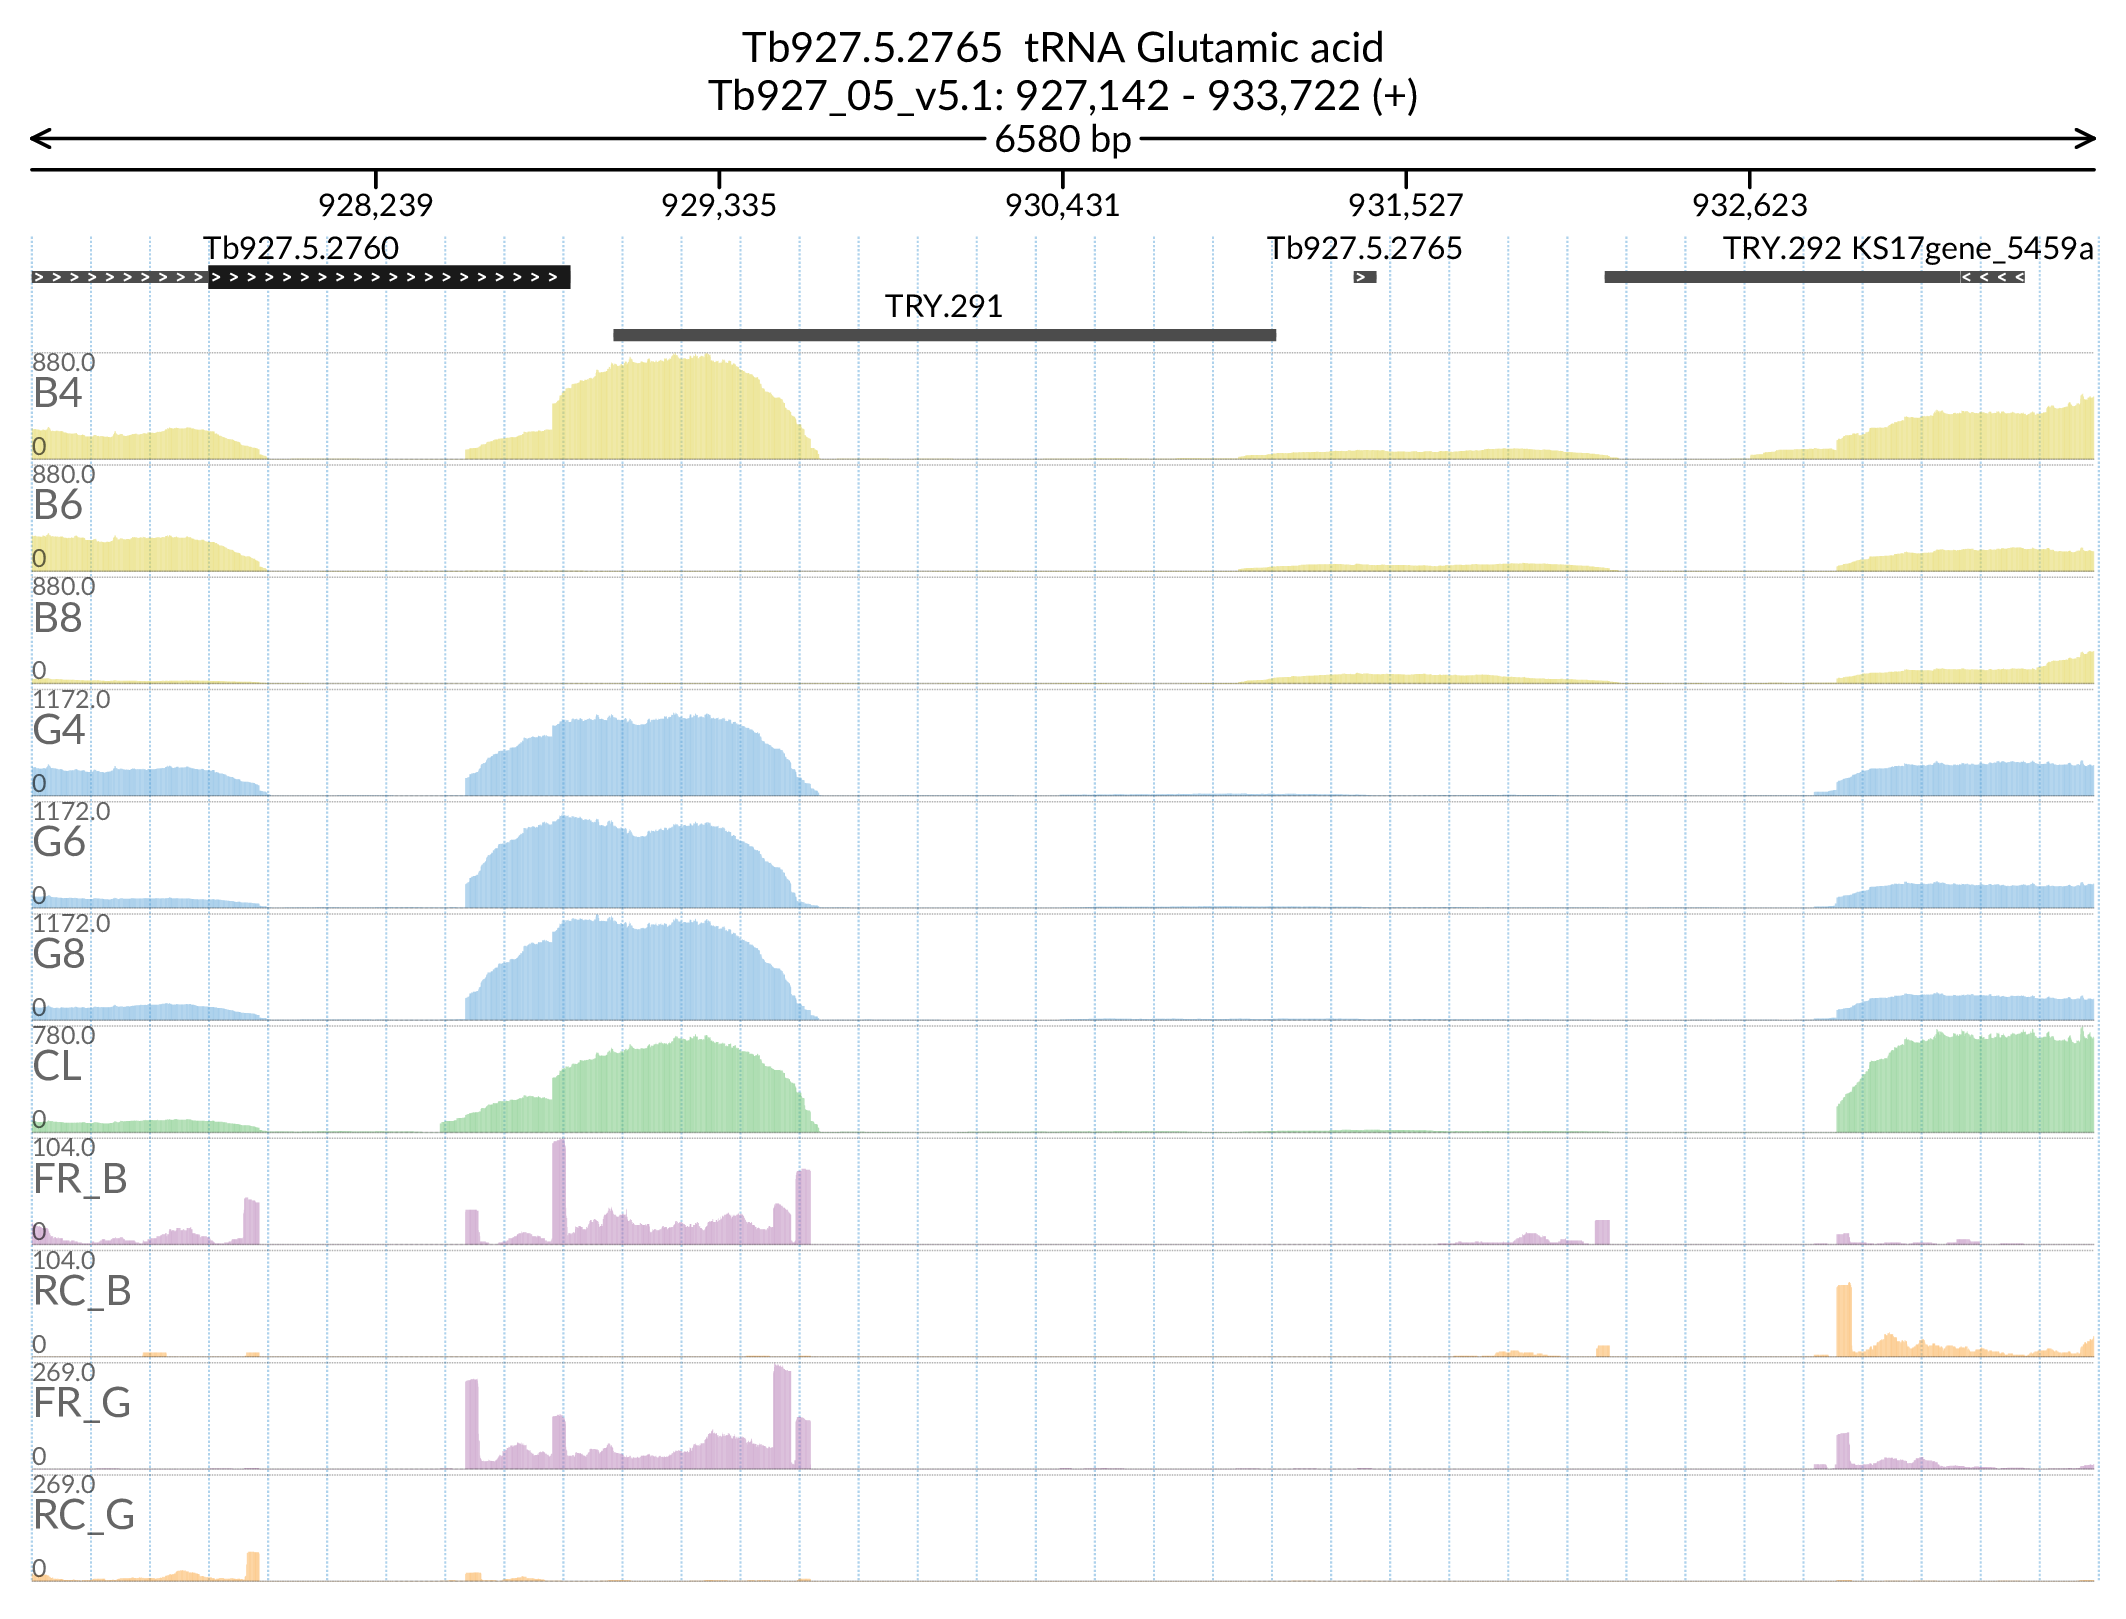 Tb927.5.2765  tRNA Glutamic acid
Tb927_05_v5.1: 927,142 - 933,722 (+)
6580 bp
928,239 929,335 930,431 931,527 932,623
Tb927.5.2760 Tb927.5.2765 TRY.292 KS17gene_5459a
TRY.291
880.0
B4
0
880.0
B6
0
880.0
B8
0
1172.0
G4
0
1172.0
G6
0
1172.0
G8
0
780.0
CL
0
104.0
FR_B
0
104.0
RC_B
0
269.0
FR_G
0
269.0
RC_G
0